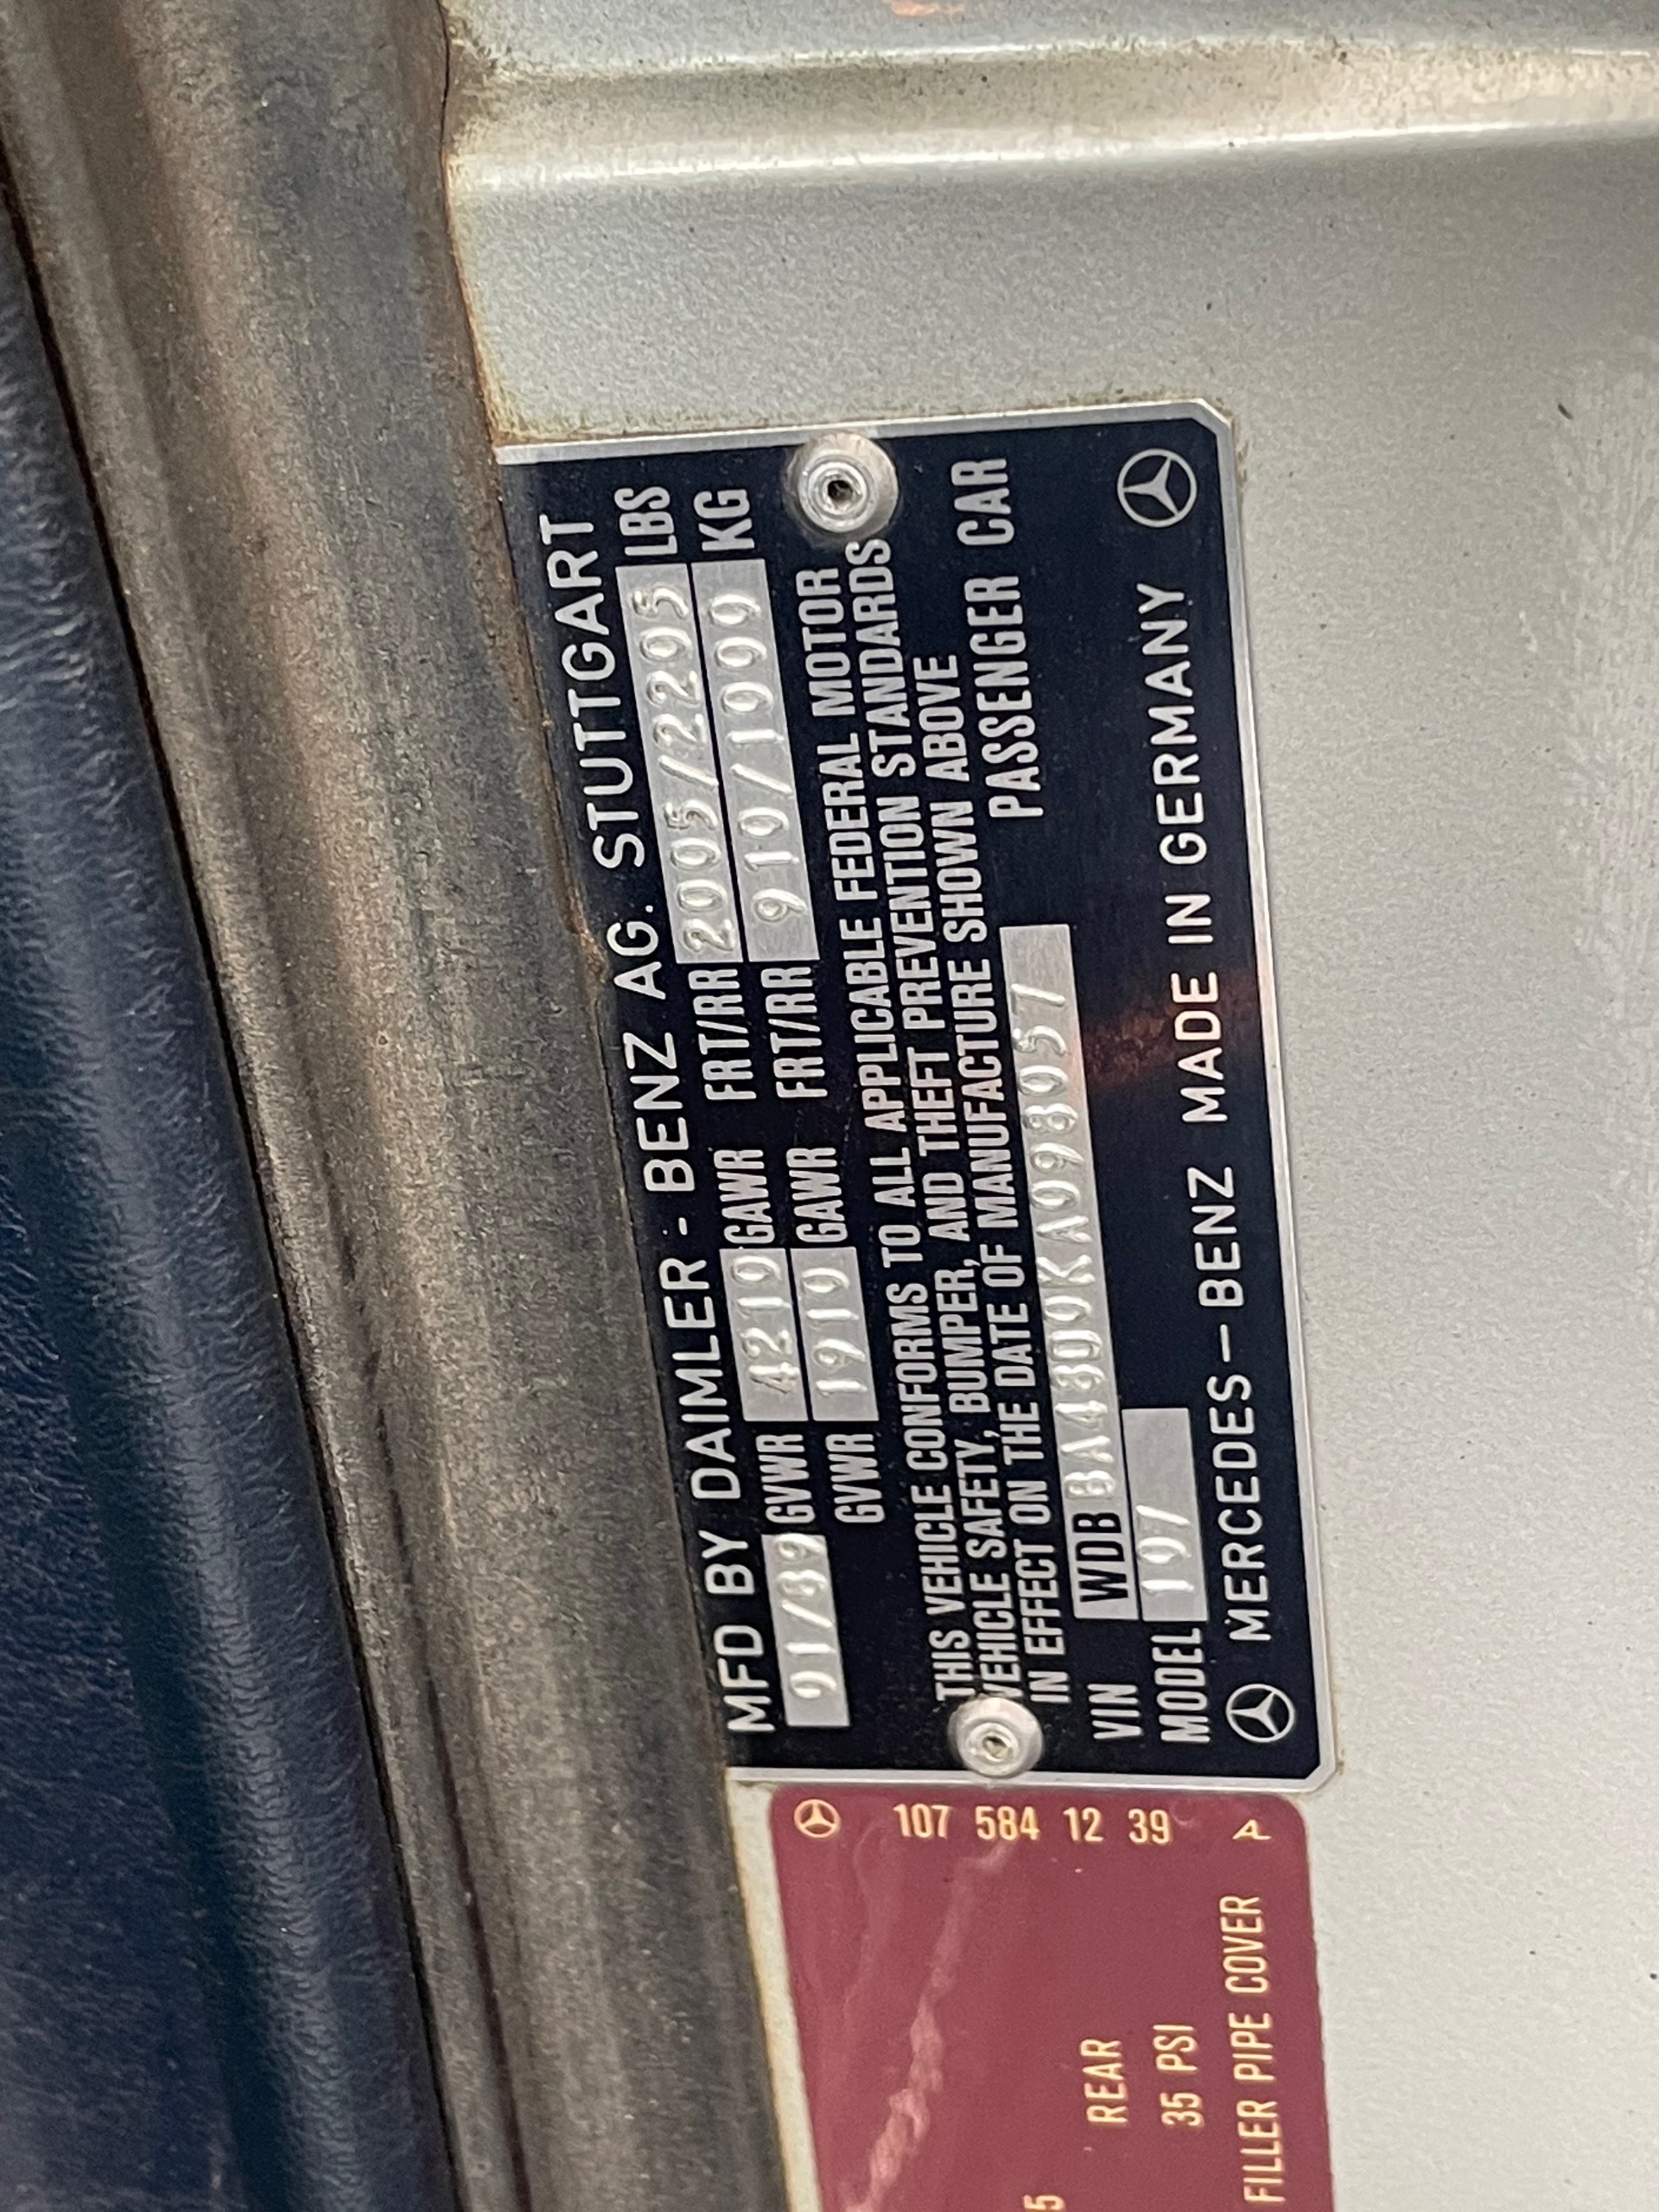 MFD BY DAIMLER - BENZ AG. STUTTGART
01/89 GVWR 4210 GAWR FRT/RR 2005/2205 LBS
GVWR 1910 GAWR FRT/RR 910/1000 KG
THIS VEHICLE CONFORMS TO ALL APPLICABLE FEDERAL MOTOR
VEHICLE SAFETY, BUMPER, AND THEFT PREVENTION STANDARDS
IN EFFECT ON THE DATE OF MANUFACTURE SHOWN ABOVE
VIN WDB BA48D0KA098057 PASSENGER CAR
MODEL 107
MERCEDES-BENZ MADE IN GERMANY
107 584 12 39 A
REAR
35 PSI
FILLER PIPE COVER